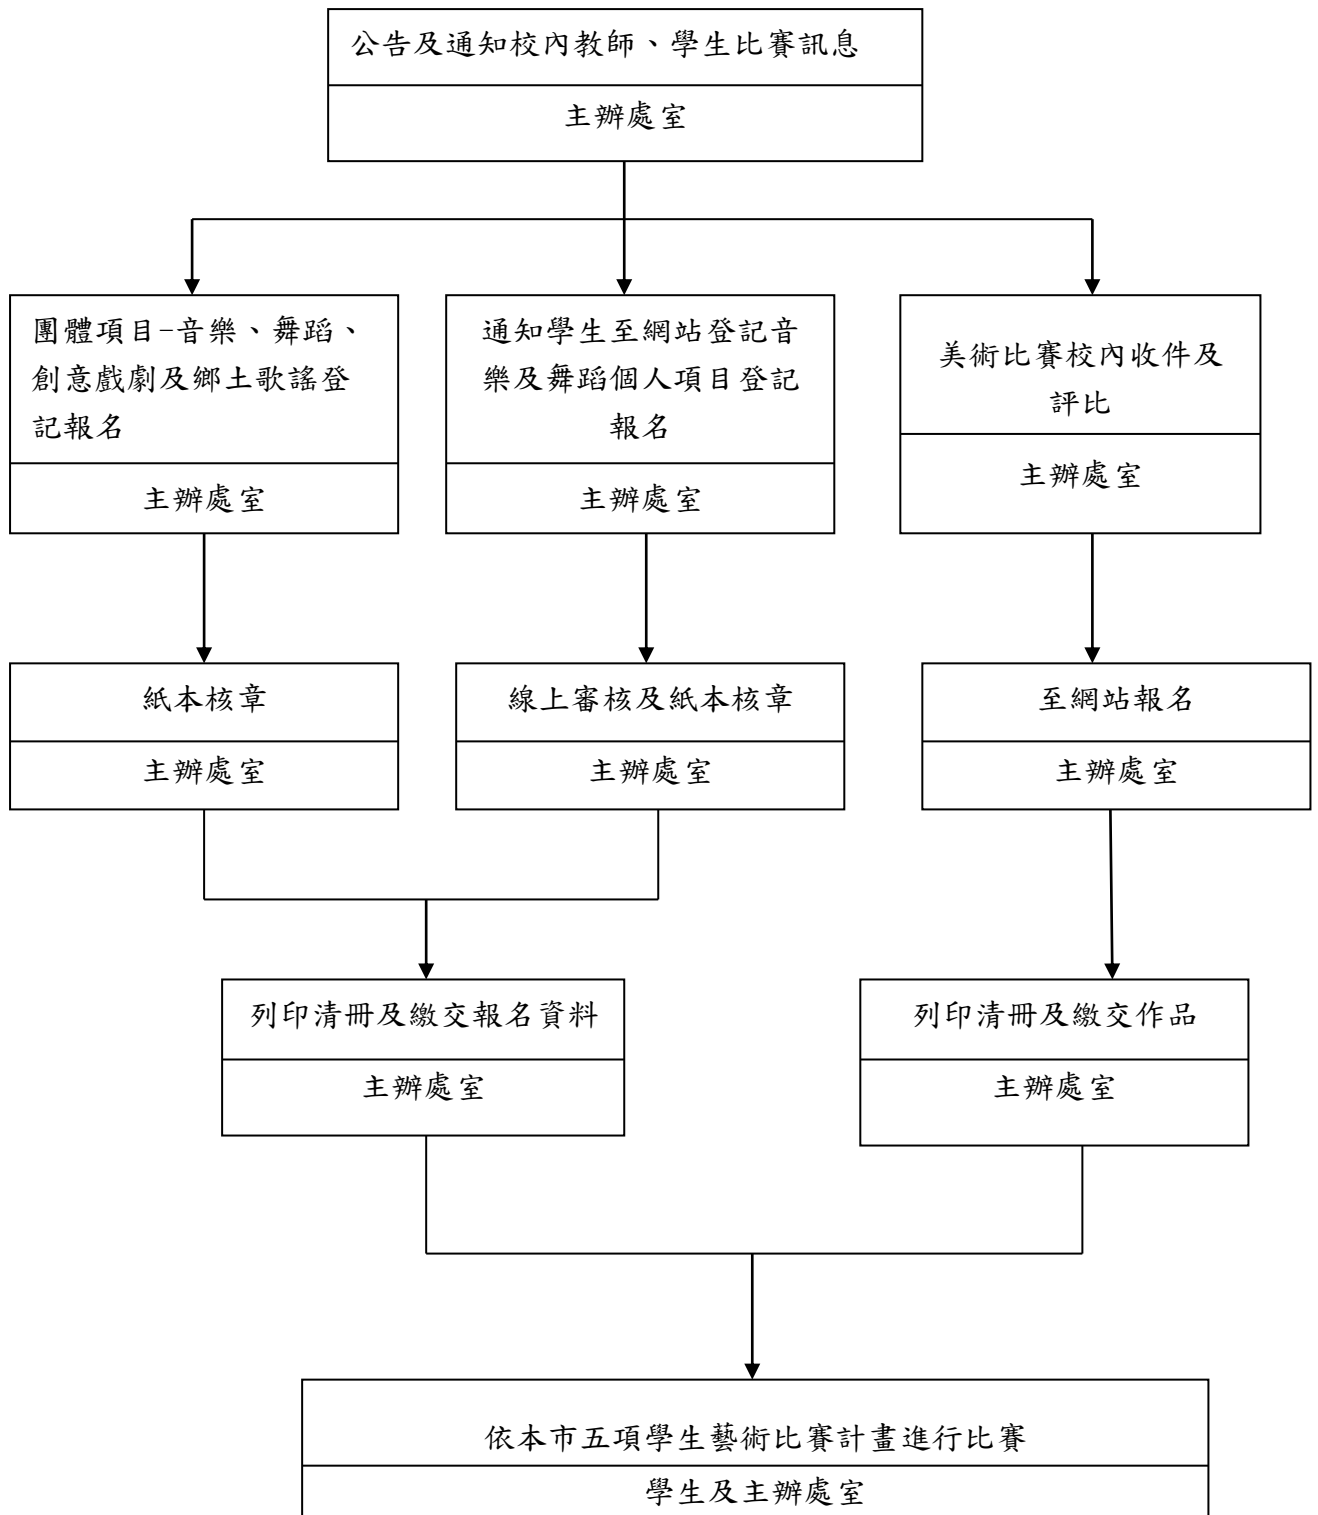 公告及通知校內教師、學生比賽訊息
主辦處室
團體項目-音樂、舞蹈、
創意戲劇及鄉土歌謠登
記報名
主辦處室
通知學生至網站登記音
樂及舞蹈個人項目登記
報名
主辦處室
美術比賽校內收件及
評比
主辦處室
紙本核章
主辦處室
線上審核及紙本核章
主辦處室
至網站報名
主辦處室
列印清冊及繳交報名資料
主辦處室
列印清冊及繳交作品
主辦處室
依本市五項學生藝術比賽計畫進行比賽
學生及主辦處室